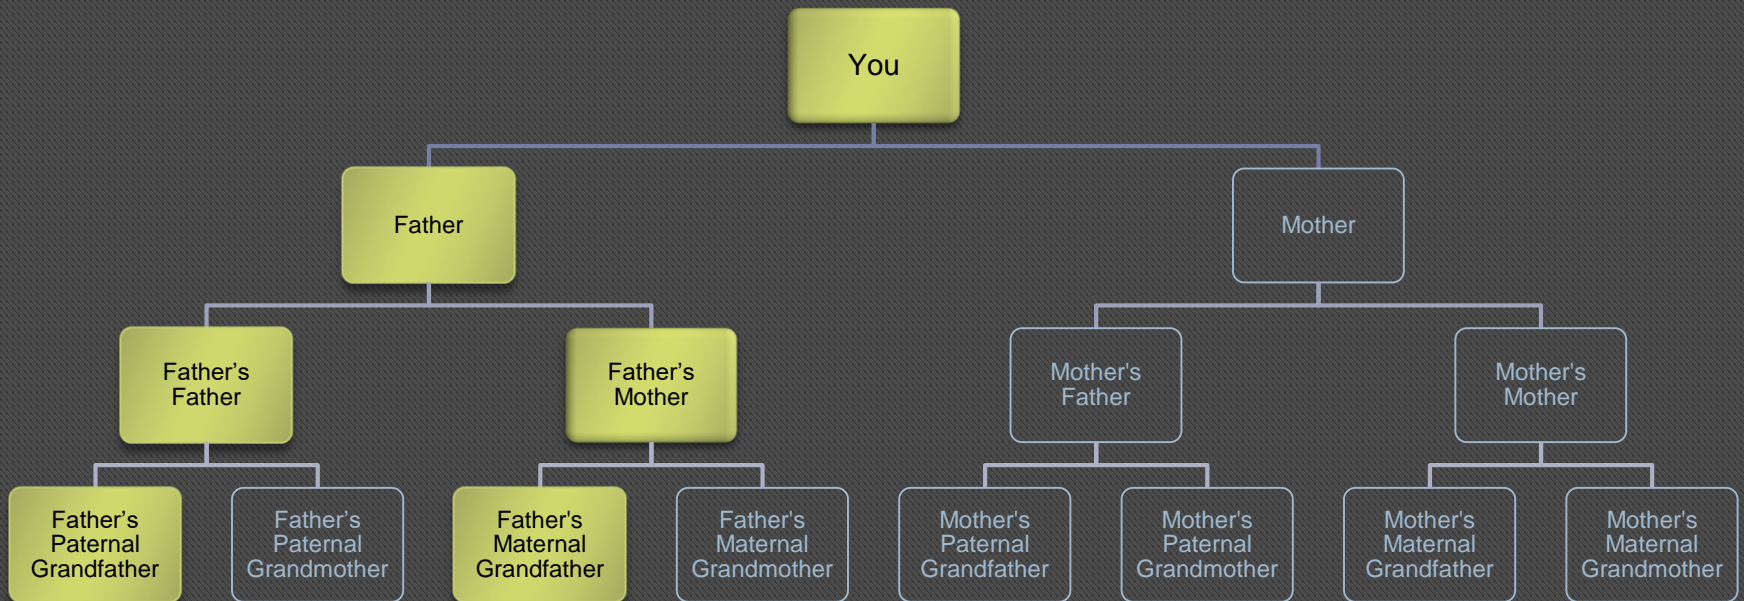 You
Father
Mother
Father’s
Father
Father’s
Mother
Mother's
Father
Mother's
Mother
Father’s
Paternal
Grandfather
Father’s
Paternal
Grandmother
Father's
Maternal
Grandfather
Father's
Maternal
Grandmother
Mother's
Paternal
Grandfather
Mother's
Paternal
Grandmother
Mother's
Maternal
Grandfather
Mother's
Maternal
Grandmother